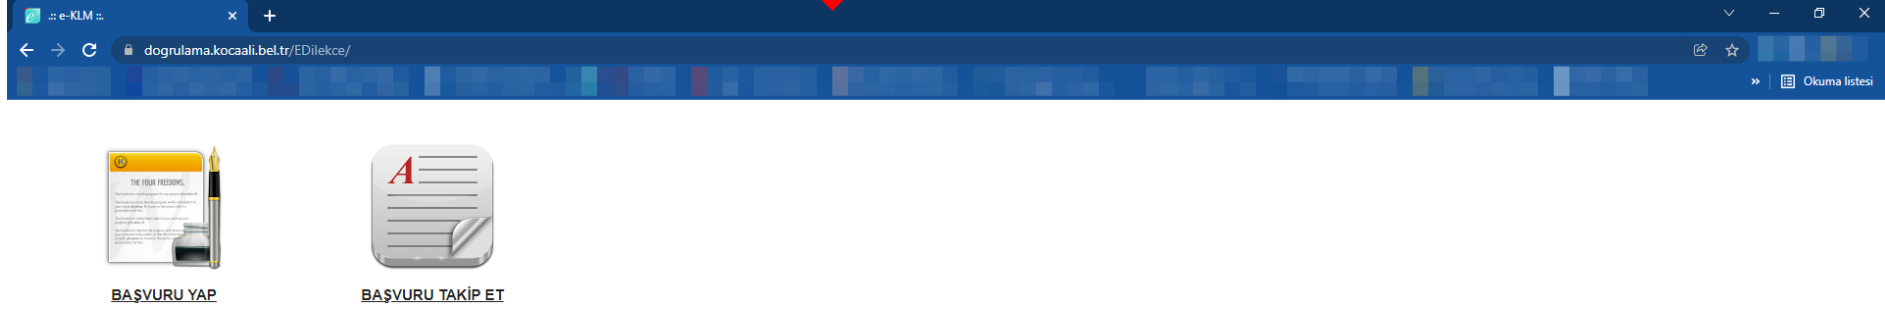 .:: e-KLM ::.
dogrulama.kocaali.bel.tr/EDilekce/
Okuma listesi
THE FOUR FREEDOMS.
A
BAŞVURU YAP
BAŞVURU TAKİP ET